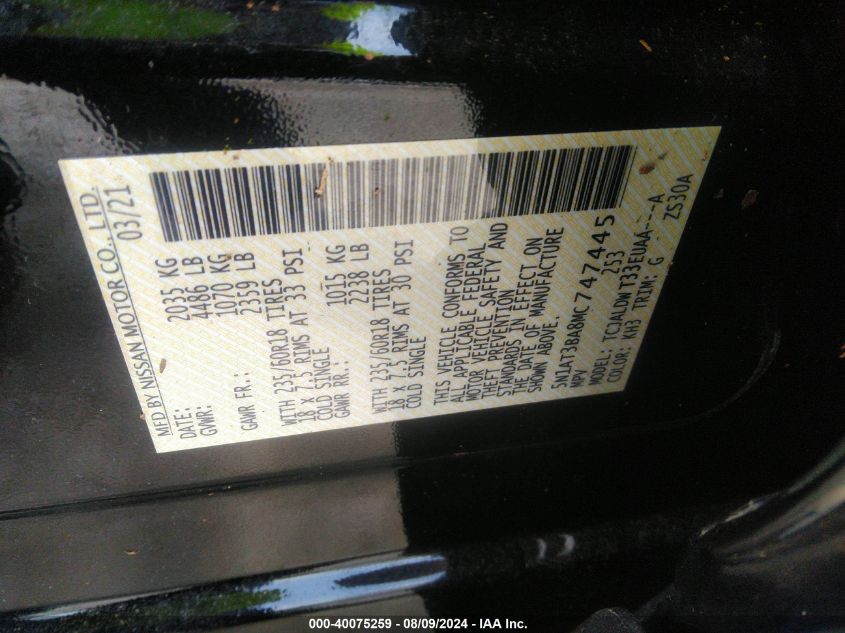 MFD BY NISSAN MOTOR CO., LTD.
DATE: 03/21
GVWR: 2035 KG
4486 LB
GAWR FR.: 1070 KG
2359 LB
WITH 235/60R18 TIRES
18 X 7.5 RIMS AT 33 PSI
COLD SINGLE
GAWR RR.: 1015 KG
2238 LB
WITH 235/60R18 TIRES
18 X 7.5 RIMS AT 30 PSI
COLD SINGLE
THIS VEHICLE CONFORMS TO
ALL APPLICABLE FEDERAL
MOTOR VEHICLE SAFETY AND
THEFT PREVENTION
STANDARDS IN EFFECT ON
THE DATE OF MANUFACTURE
SHOWN ABOVE.
5N1AT3BA8MC747445
MPV 253
MODEL: TCJALDWT33EUAA---A
COLOR: KH3 TRIM: G ZS30A
000-40075259 - 08/09/2024 - IAA Inc.